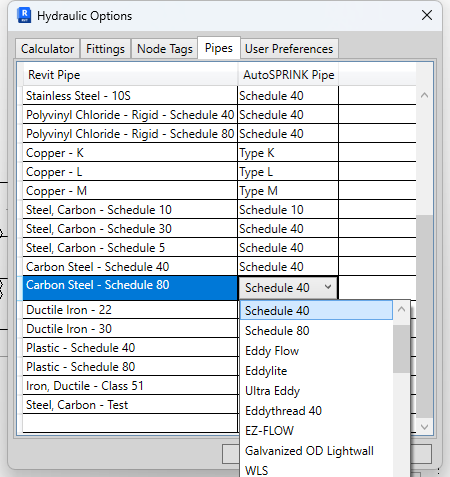 Hydraulic Options
Calculator Fittings Node Tags Pipes User Preferences
Revit Pipe AutoSPRINK Pipe
Stainless Steel - 10S Schedule 40
Polyvinyl Chloride - Rigid - Schedule 40 Schedule 40
Polyvinyl Chloride - Rigid - Schedule 80 Schedule 40
Copper - K Type K
Copper - L Type L
Copper - M Type M
Steel, Carbon - Schedule 10 Schedule 10
Steel, Carbon - Schedule 30 Schedule 40
Steel, Carbon - Schedule 5 Schedule 40
Carbon Steel - Schedule 40 Schedule 40
Carbon Steel - Schedule 80 Schedule 40
Ductile Iron - 22 Schedule 40
Ductile Iron - 30 Schedule 80
Plastic - Schedule 40 Eddy Flow
Plastic - Schedule 80 Eddylite
Iron, Ductile - Class 51 Ultra Eddy
Steel, Carbon - Test Eddythread 40
EZ-FLOW
Galvanized OD Lightwall
WLS